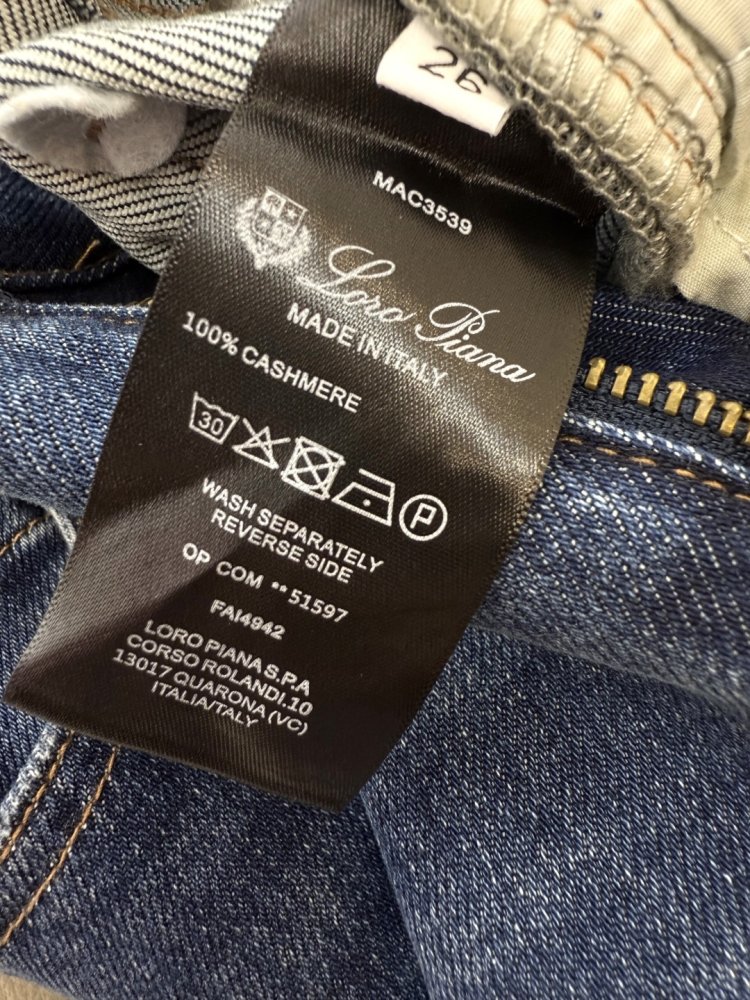 26
MAC3539
Loro Piana
MADE IN ITALY
100% CASHMERE
30
P
WASH SEPARATELY
REVERSE SIDE
OP COM ** 51597
FAI4942
LORO PIANA S.P.A
CORSO ROLANDI.10
13017 QUARONA (VC)
ITALIA/ITALY